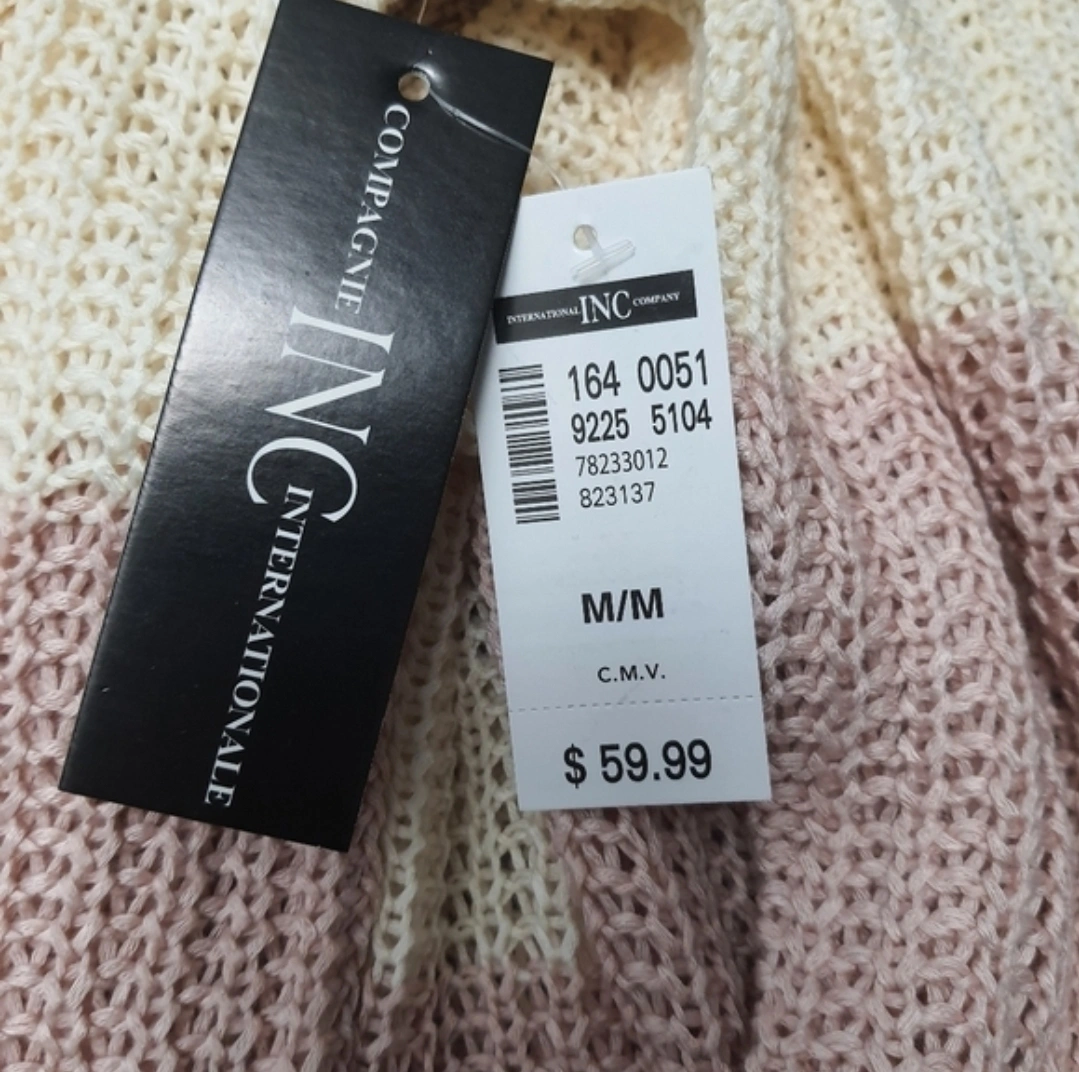 COMPAGNIE INC INTERNATIONALE
INTERNATIONAL INC COMPANY
164 0051
9225 5104
78233012
823137
M/M
C.M.V.
$ 59.99